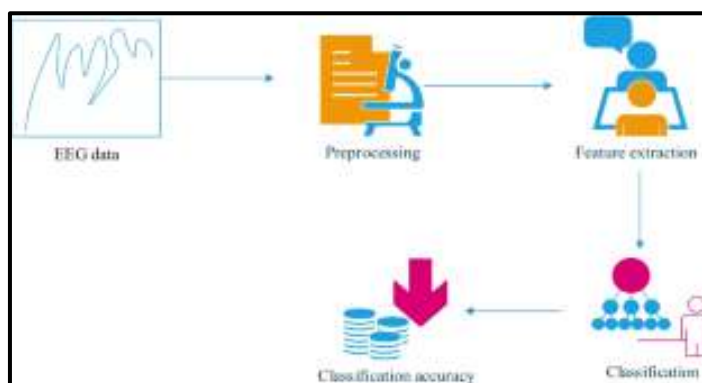 EEG data
Preprocessing
Feature extraction
Classification accuracy
Classification